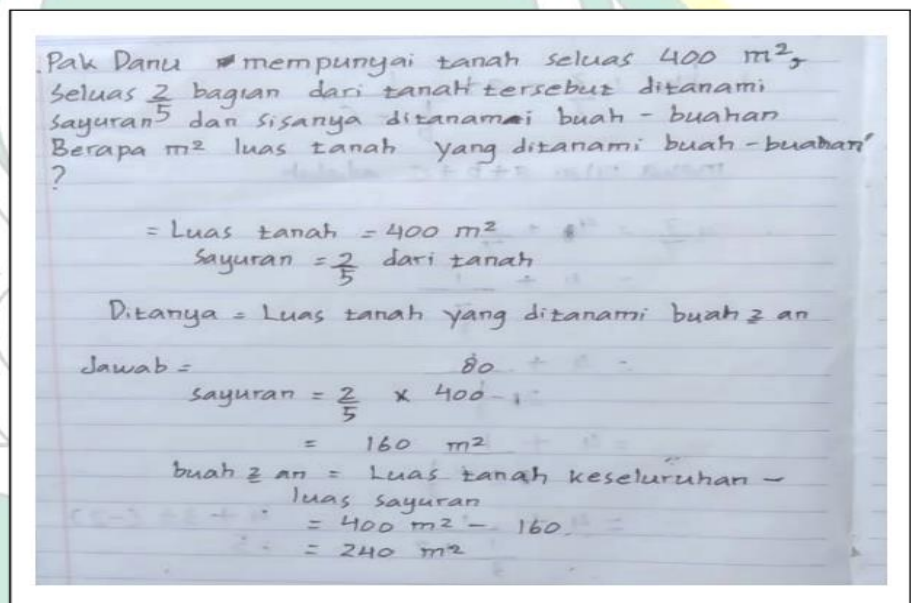 Pak Danu mempunyai tanah seluas 400 m²,
seluas 2/5 bagian dari tanah tersebut ditanami
sayuran dan sisanya ditanami buah - buahan
Berapa m² luas tanah yang ditanami buah - buahan
?
= Luas tanah = 400 m²
sayuran = 2/5 dari tanah
Ditanya = Luas tanah yang ditanami buah 2 an
Jawab =
80
sayuran = 2/5 x 400
= 160 m²
buah 2 an = Luas tanah keseluruhan -
luas sayuran
= 400 m² - 160
= 240 m²